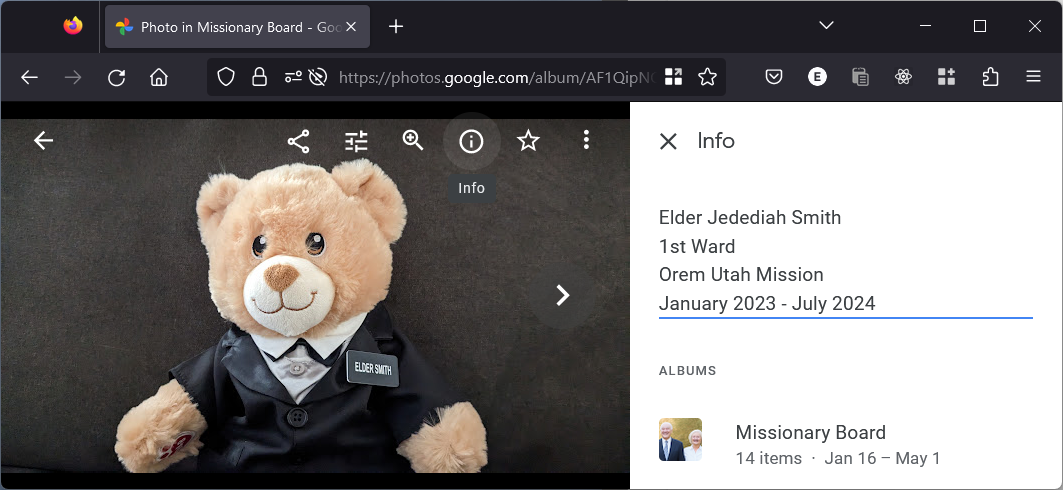 Photo in Missionary Board - Goo
https://photos.google.com/album/AF1QipN
E
Info
Info
ELDER SMITH
Elder Jedediah Smith
1st Ward
Orem Utah Mission
January 2023 - July 2024
ALBUMS
Missionary Board
14 items · Jan 16 – May 1